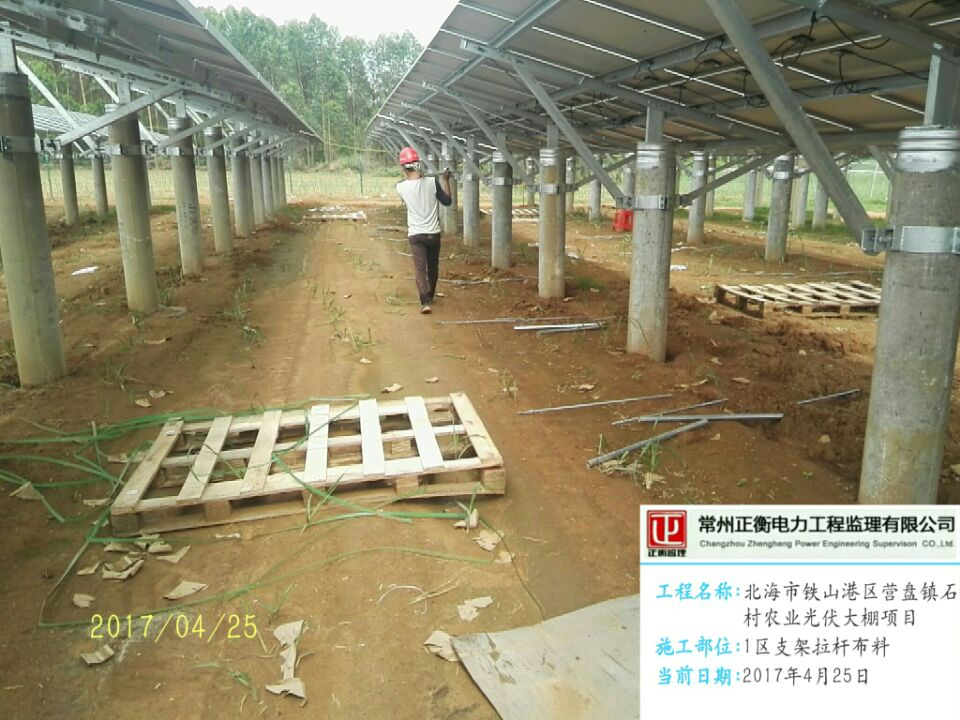 2017/04/25
常州正衡电力工程监理有限公司
Changzhou Zhengheng Power Engineering Supervison CO.,Ltd.
正衡管理
工程名称:北海市铁山港区营盘镇石
村农业光伏大棚项目
施工部位:1区支架拉杆布料
当前日期:2017年4月25日